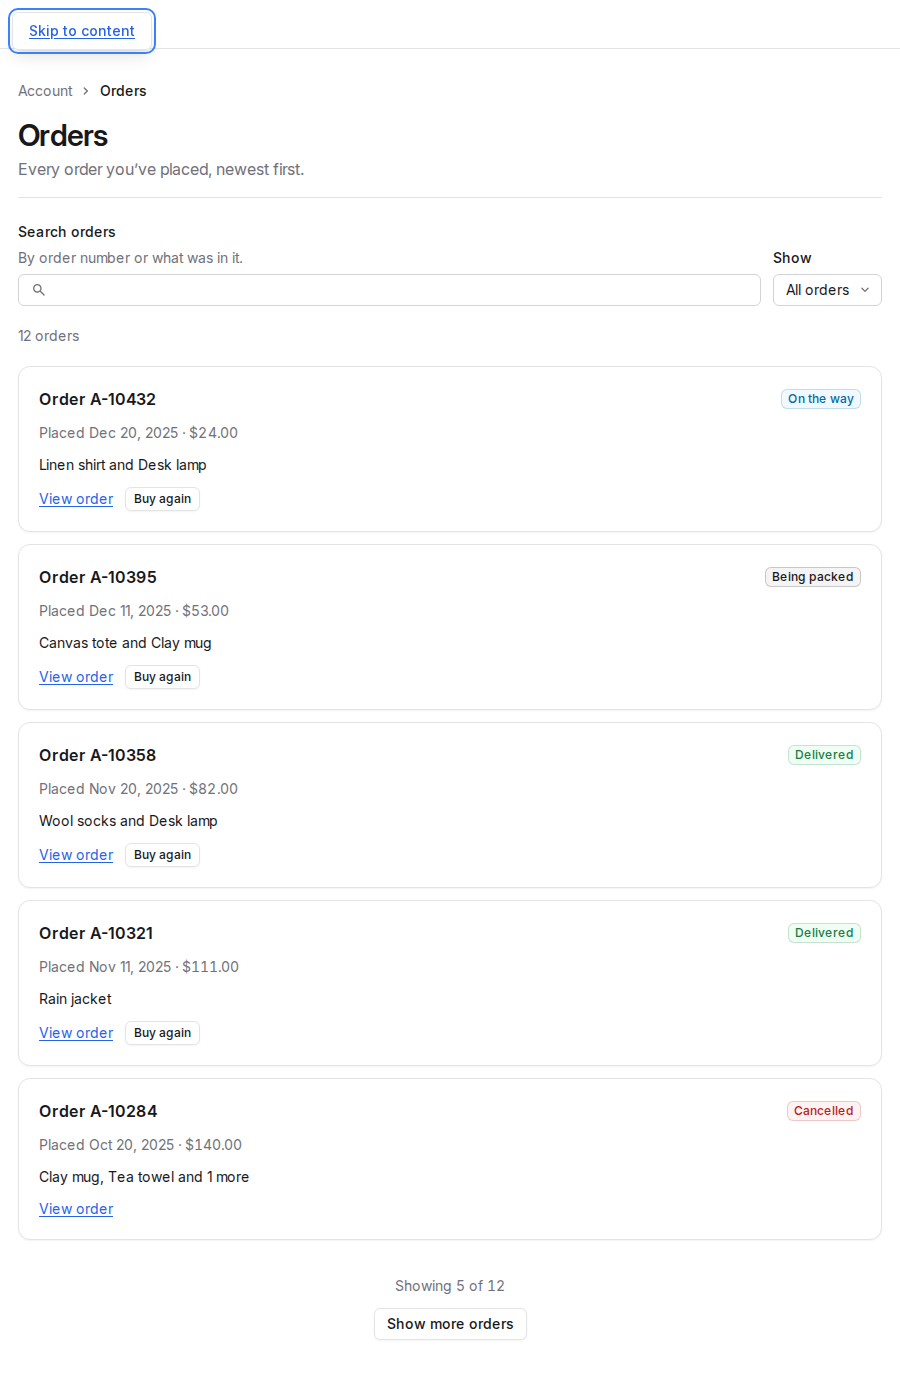 Skip to content
Account > Orders
Orders
Every order you've placed, newest first.
Search orders
By order number or what was in it.
Show
All orders
12 orders
Order A-10432
On the way
Placed Dec 20, 2025 · $24.00
Linen shirt and Desk lamp
View order
Buy again
Order A-10395
Being packed
Placed Dec 11, 2025 · $53.00
Canvas tote and Clay mug
View order
Buy again
Order A-10358
Delivered
Placed Nov 20, 2025 · $82.00
Wool socks and Desk lamp
View order
Buy again
Order A-10321
Delivered
Placed Nov 11, 2025 · $111.00
Rain jacket
View order
Buy again
Order A-10284
Cancelled
Placed Oct 20, 2025 · $140.00
Clay mug, Tea towel and 1 more
View order
Showing 5 of 12
Show more orders